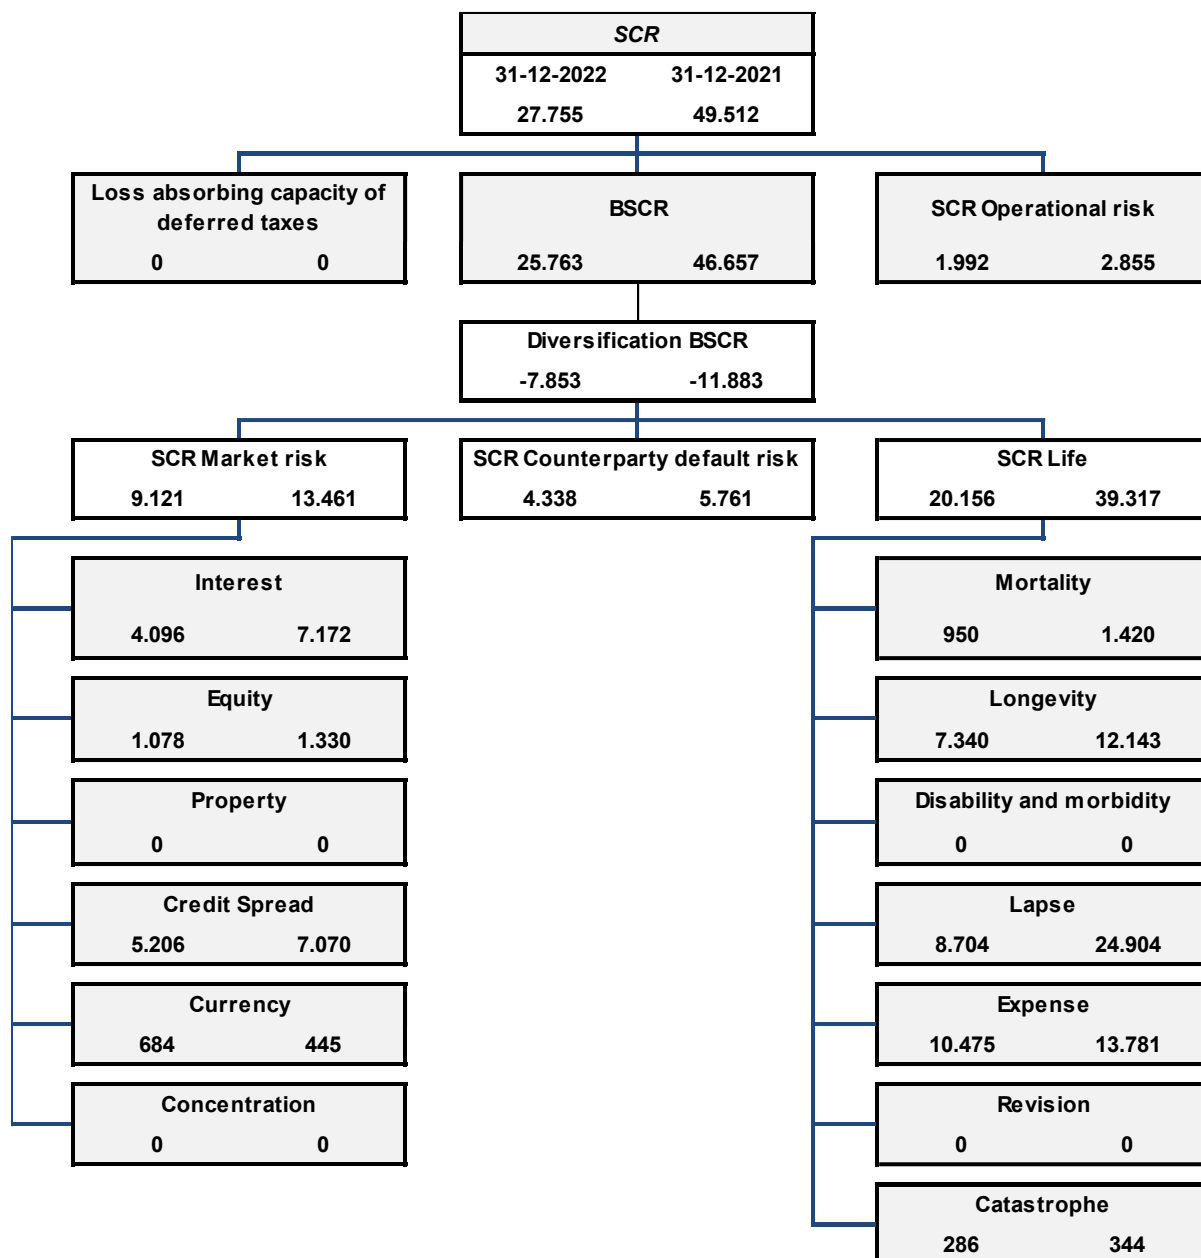 SCR
31-12-2022 31-12-2021
27.755 49.512
Loss absorbing capacity of
deferred taxes
0 0
BSCR
25.763 46.657
SCR Operational risk
1.992 2.855
Diversification BSCR
-7.853 -11.883
SCR Market risk
9.121 13.461
SCR Counterparty default risk
4.338 5.761
SCR Life
20.156 39.317
Interest
4.096 7.172
Equity
1.078 1.330
Property
0 0
Credit Spread
5.206 7.070
Currency
684 445
Concentration
0 0
Mortality
950 1.420
Longevity
7.340 12.143
Disability and morbidity
0 0
Lapse
8.704 24.904
Expense
10.475 13.781
Revision
0 0
Catastrophe
286 344